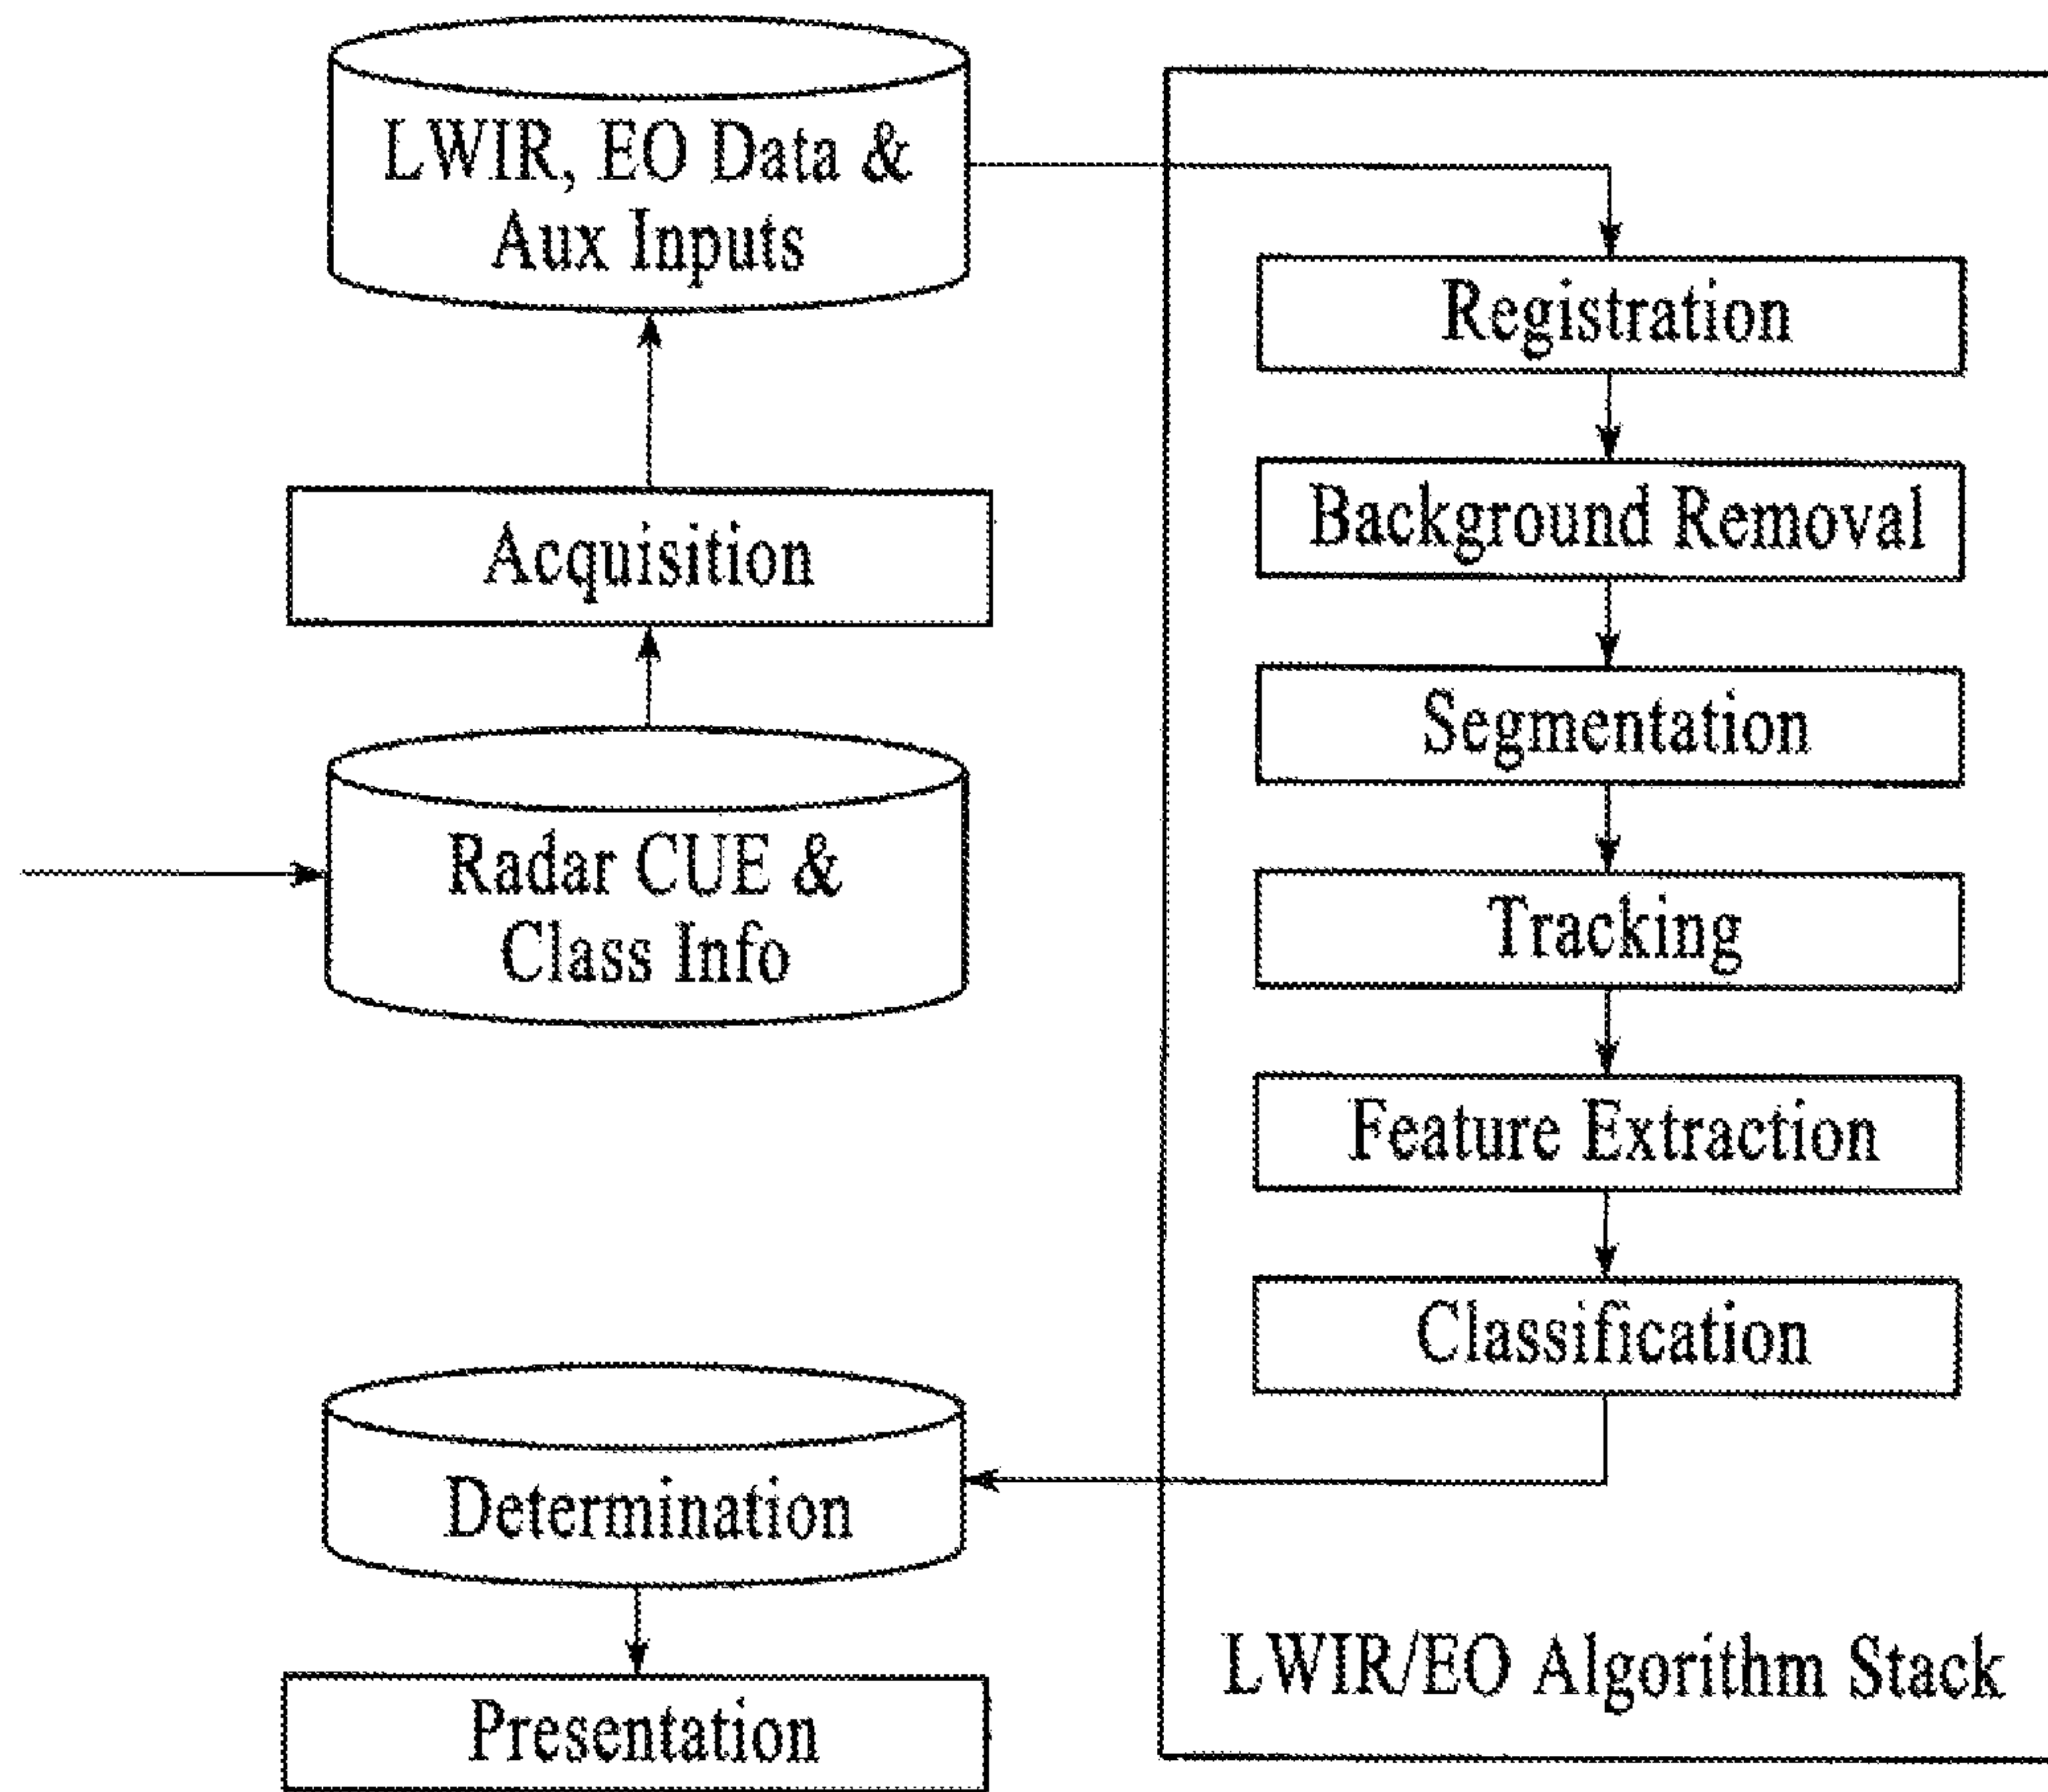 LWIR, EO Data &
Aux Inputs
Acquisition
Radar CUE &
Class Info
Registration
Background Removal
Segmentation
Tracking
Feature Extraction
Classification
Determination
Presentation
LWIR/EO Algorithm Stack